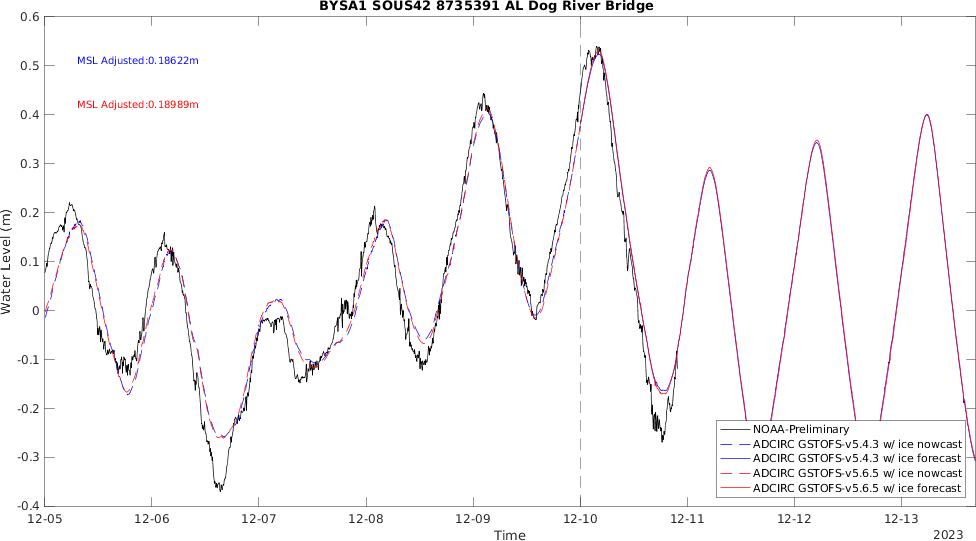 BYSA1 SOUS42 8735391 AL Dog River Bridge
0.6
0.5
0.4
0.3
0.2
0.1
0
-0.1
-0.2
-0.3
-0.4
Water Level (m)
MSL Adjusted:0.18622m
MSL Adjusted:0.18989m
NOAA-Preliminary
ADCIRC GSTOFS-v5.4.3 w/ ice nowcast
ADCIRC GSTOFS-v5.4.3 w/ ice forecast
ADCIRC GSTOFS-v5.6.5 w/ ice nowcast
ADCIRC GSTOFS-v5.6.5 w/ ice forecast
12-05 12-06 12-07 12-08 12-09 12-10 12-11 12-12 12-13
2023
Time